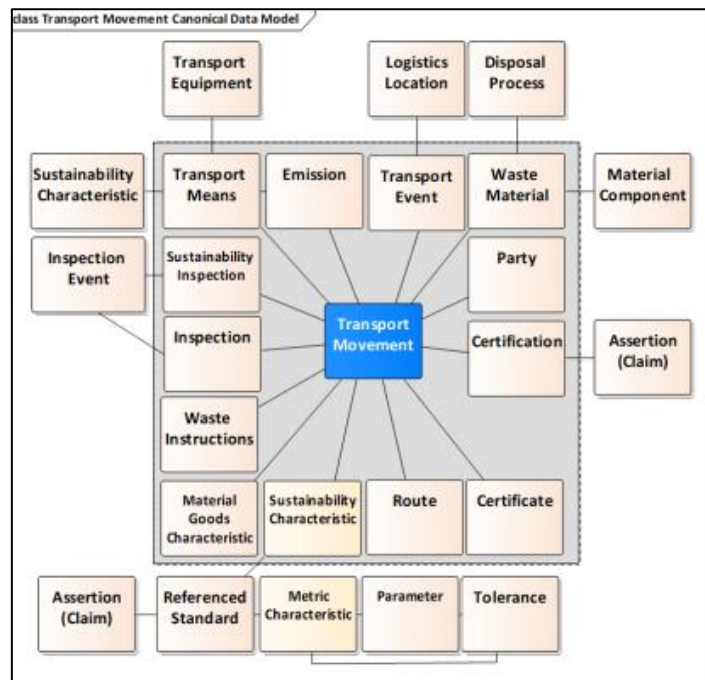 class Transport Movement Canonical Data Model
Transport
Equipment
Logistics
Location
Disposal
Process
Sustainability
Characteristic
Transport
Means
Emission
Transport
Event
Waste
Material
Material
Component
Inspection
Event
Sustainability
Inspection
Party
Transport
Movement
Inspection
Certification
Assertion
(Claim)
Waste
Instructions
Material
Goods
Characteristic
Sustainability
Characteristic
Route
Certificate
Assertion
(Claim)
Referenced
Standard
Metric
Characteristic
Parameter
Tolerance